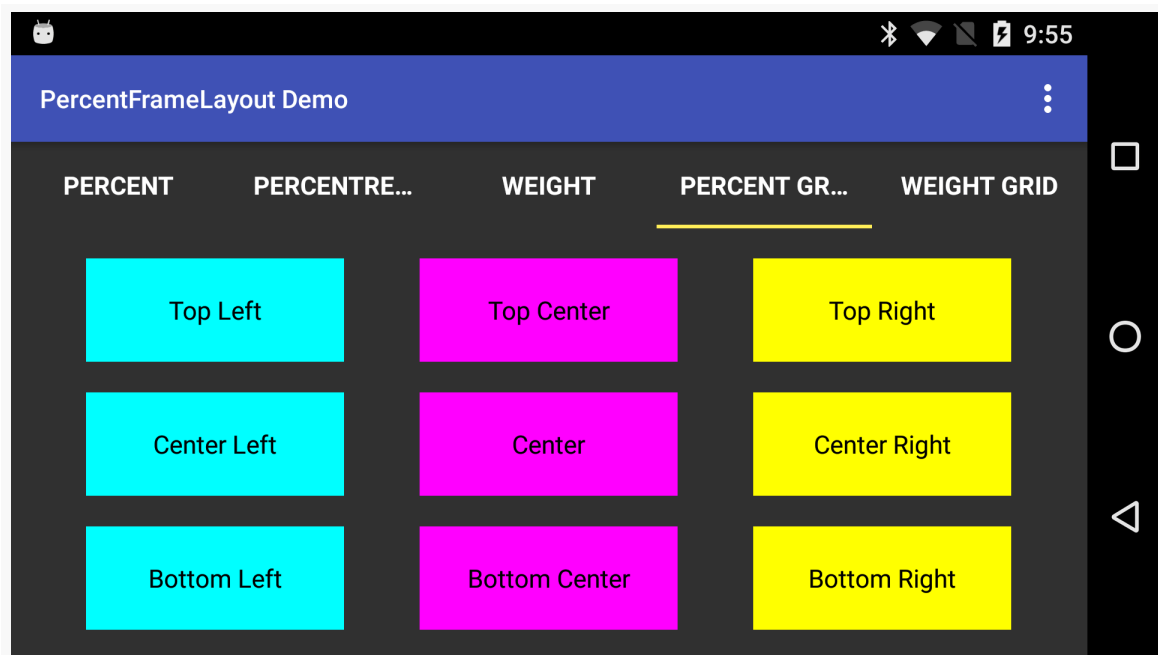 9:55
PercentFrameLayout Demo
PERCENT PERCENTRE... WEIGHT PERCENT GR... WEIGHT GRID
Top Left Top Center Top Right
Center Left Center Center Right
Bottom Left Bottom Center Bottom Right